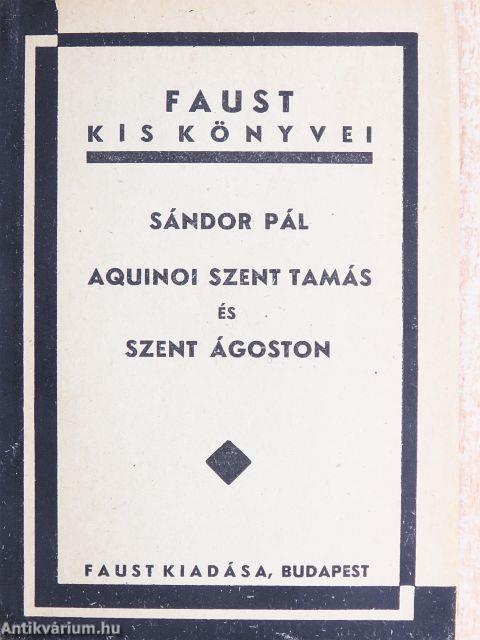 FAUST
KIS KÖNYVEI
SÁNDOR PÁL
AQUINOI SZENT TAMÁS
ÉS
SZENT ÁGOSTON
FAUST KIADÁSA, BUDAPEST
Antikvárium.hu